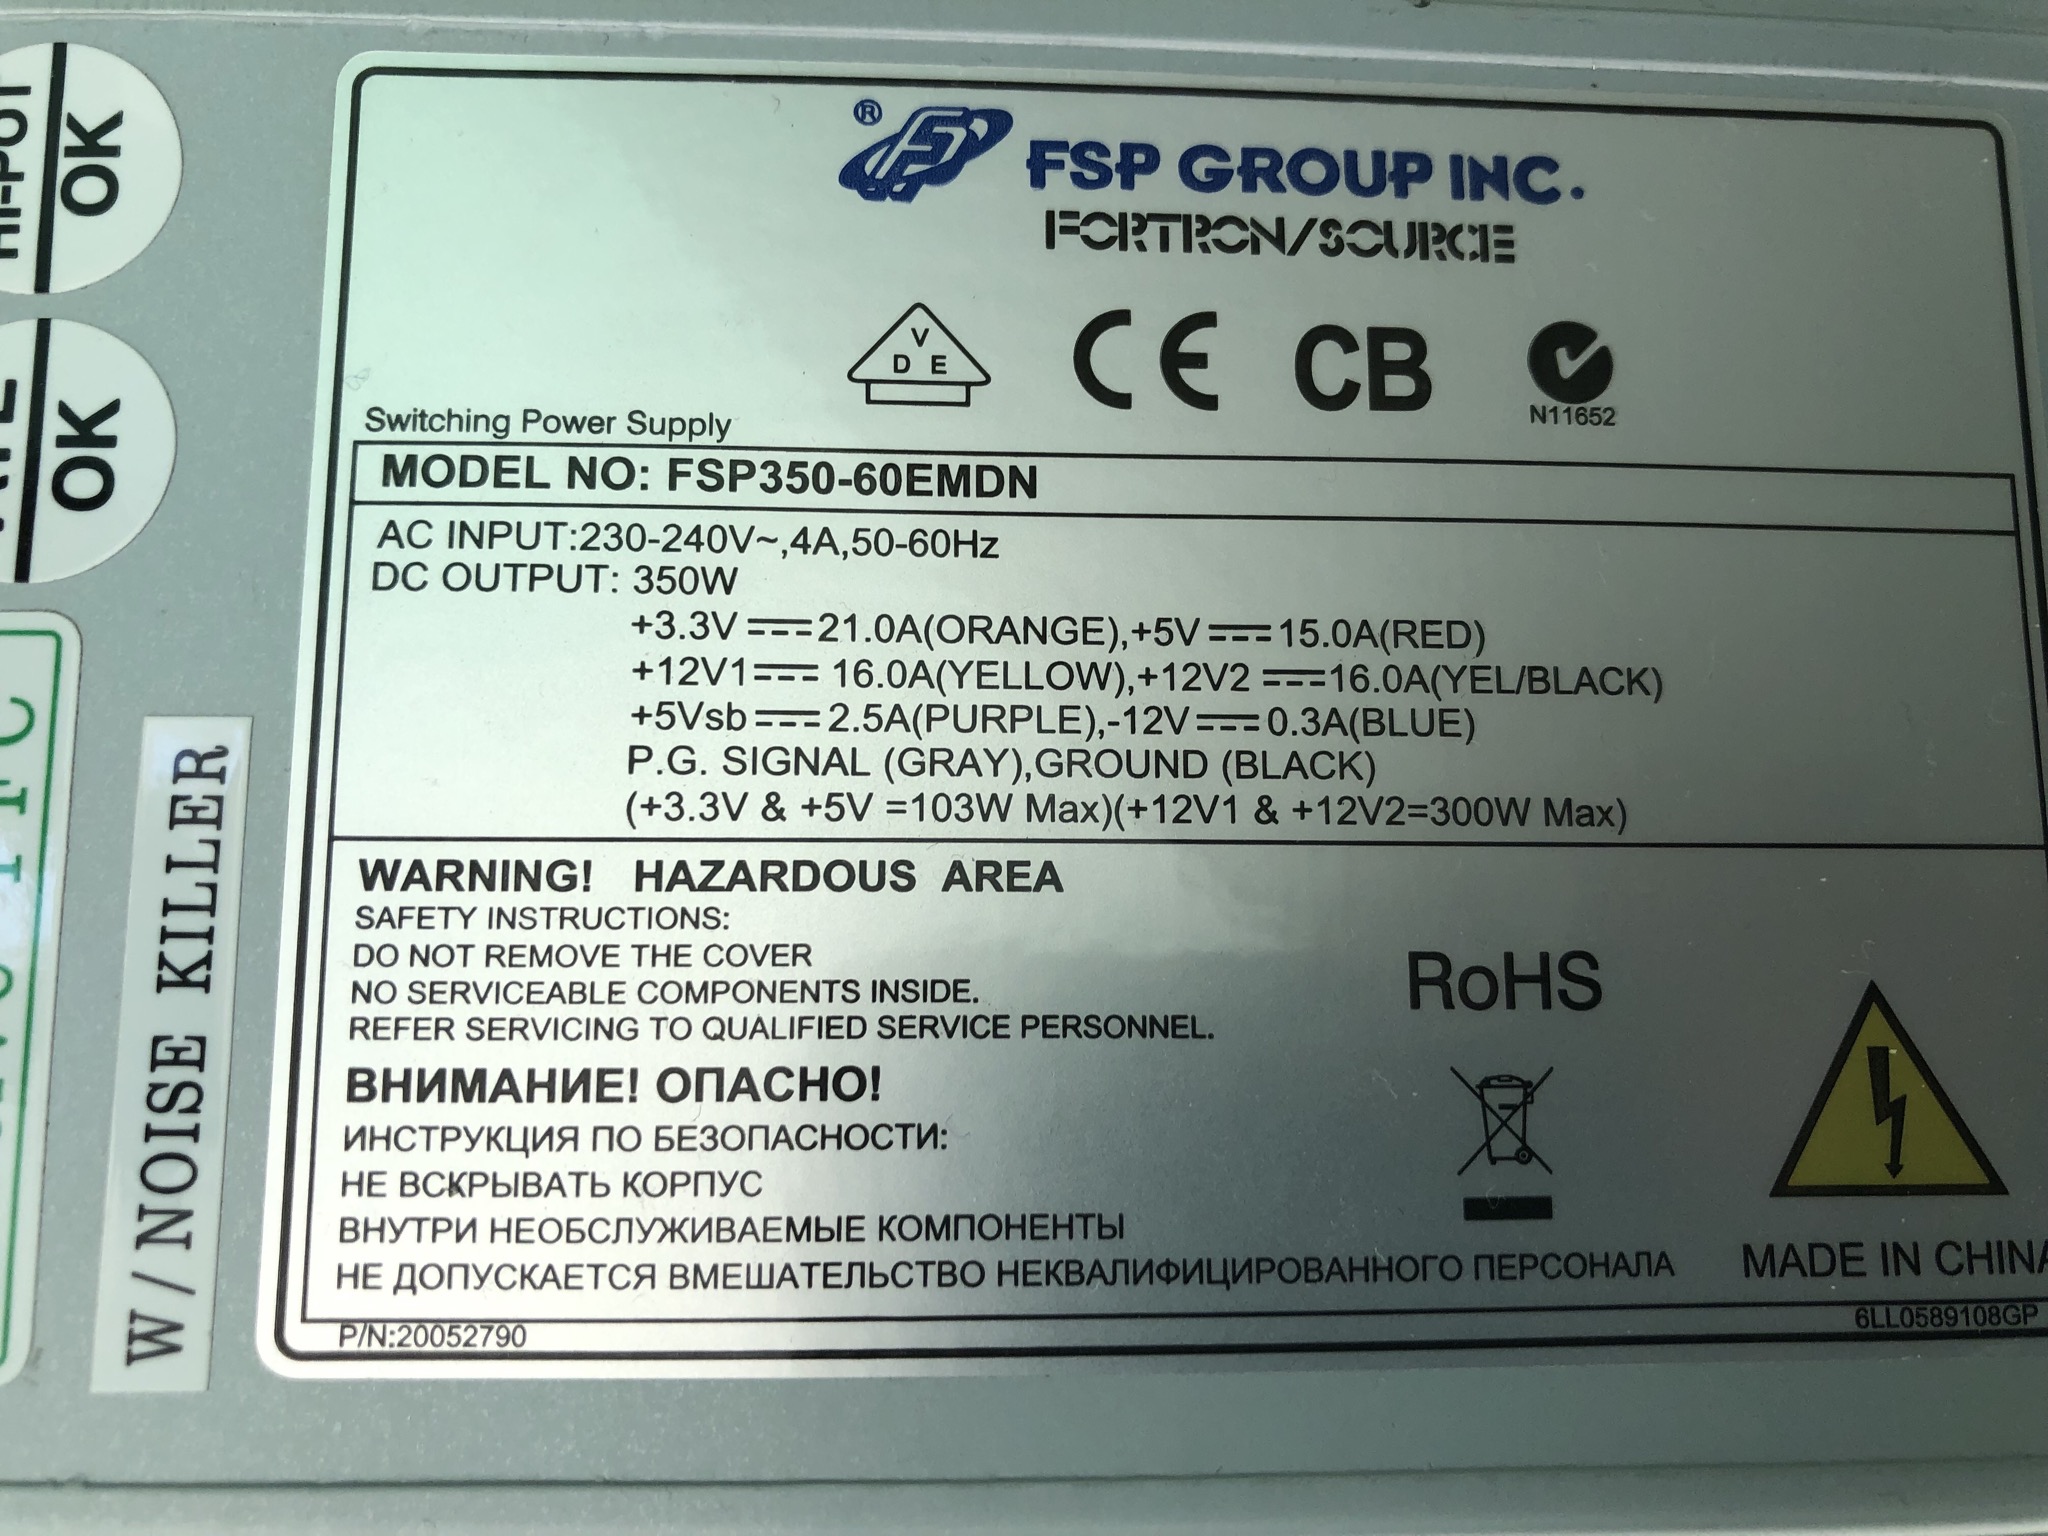 HI-POT
OK
OK
W/NOISE KILLER
® FSP GROUP INC.
FORTRON/SOURCE
V
D E
CE CB
N11652
Switching Power Supply
MODEL NO: FSP350-60EMDN
AC INPUT:230-240V~,4A,50-60Hz
DC OUTPUT: 350W
+3.3V⎓21.0A(ORANGE),+5V⎓15.0A(RED)
+12V1⎓ 16.0A(YELLOW),+12V2⎓16.0A(YEL/BLACK)
+5Vsb⎓2.5A(PURPLE),-12V⎓0.3A(BLUE)
P.G. SIGNAL (GRAY),GROUND (BLACK)
(+3.3V & +5V =103W Max)(+12V1 & +12V2=300W Max)
WARNING! HAZARDOUS AREA
SAFETY INSTRUCTIONS:
DO NOT REMOVE THE COVER
NO SERVICEABLE COMPONENTS INSIDE.
REFER SERVICING TO QUALIFIED SERVICE PERSONNEL.
RoHS
ВНИМАНИЕ! ОПАСНО!
ИНСТРУКЦИЯ ПО БЕЗОПАСНОСТИ:
НЕ ВСКРЫВАТЬ КОРПУС
ВНУТРИ НЕОБСЛУЖИВАЕМЫЕ КОМПОНЕНТЫ
НЕ ДОПУСКАЕТСЯ ВМЕШАТЕЛЬСТВО НЕКВАЛИФИЦИРОВАННОГО ПЕРСОНАЛА
MADE IN CHINA
P/N:20052790
6LL0589108GP